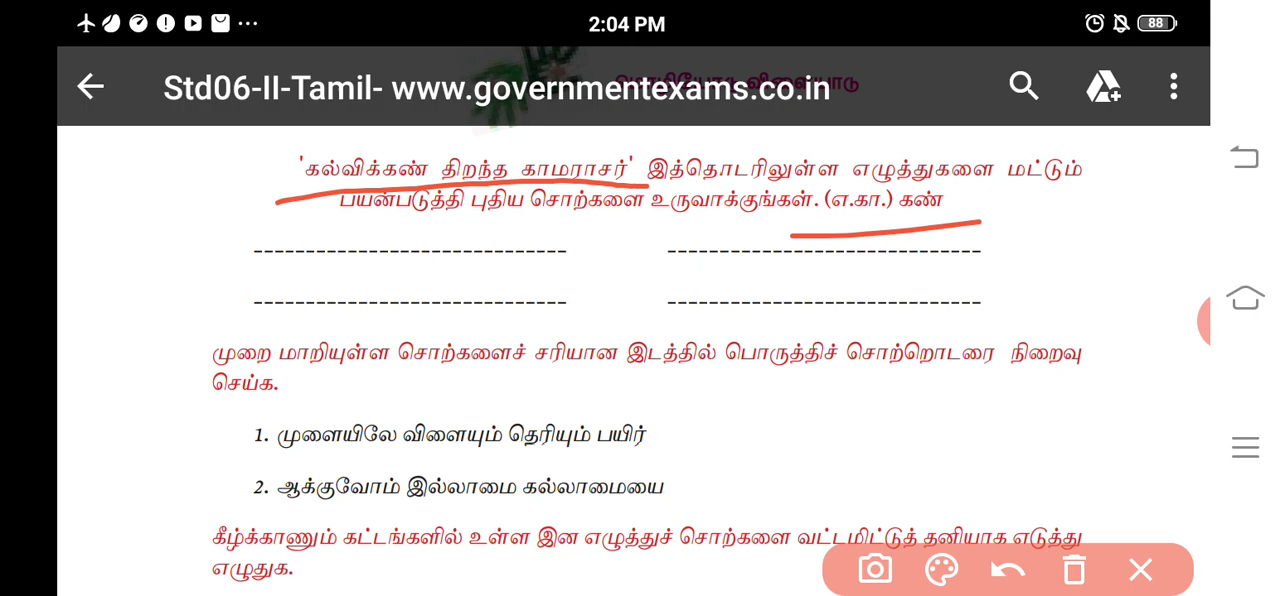 2:04 PM
88
Std06-II-Tamil- www.governmentexams.co.in
'கல்விக்கண் திறந்த காமராசர்' இத்தொடரிலுள்ள எழுத்துகளை மட்டும்
பயன்படுத்தி புதிய சொற்களை உருவாக்குங்கள். (எ.கா.) கண்
முறை மாறியுள்ள சொற்களைச் சரியான இடத்தில் பொருத்திச் சொற்றொடரை நிறைவு
செய்க.
1. முளையிலே விளையும் தெரியும் பயிர்
2. ஆக்குவோம் இல்லாமை கல்லாமையை
கீழ்க்காணும் கட்டங்களில் உள்ள இன எழுத்துச் சொற்களை வட்டமிட்டுத் தனியாக எடுத்து
எழுதுக.